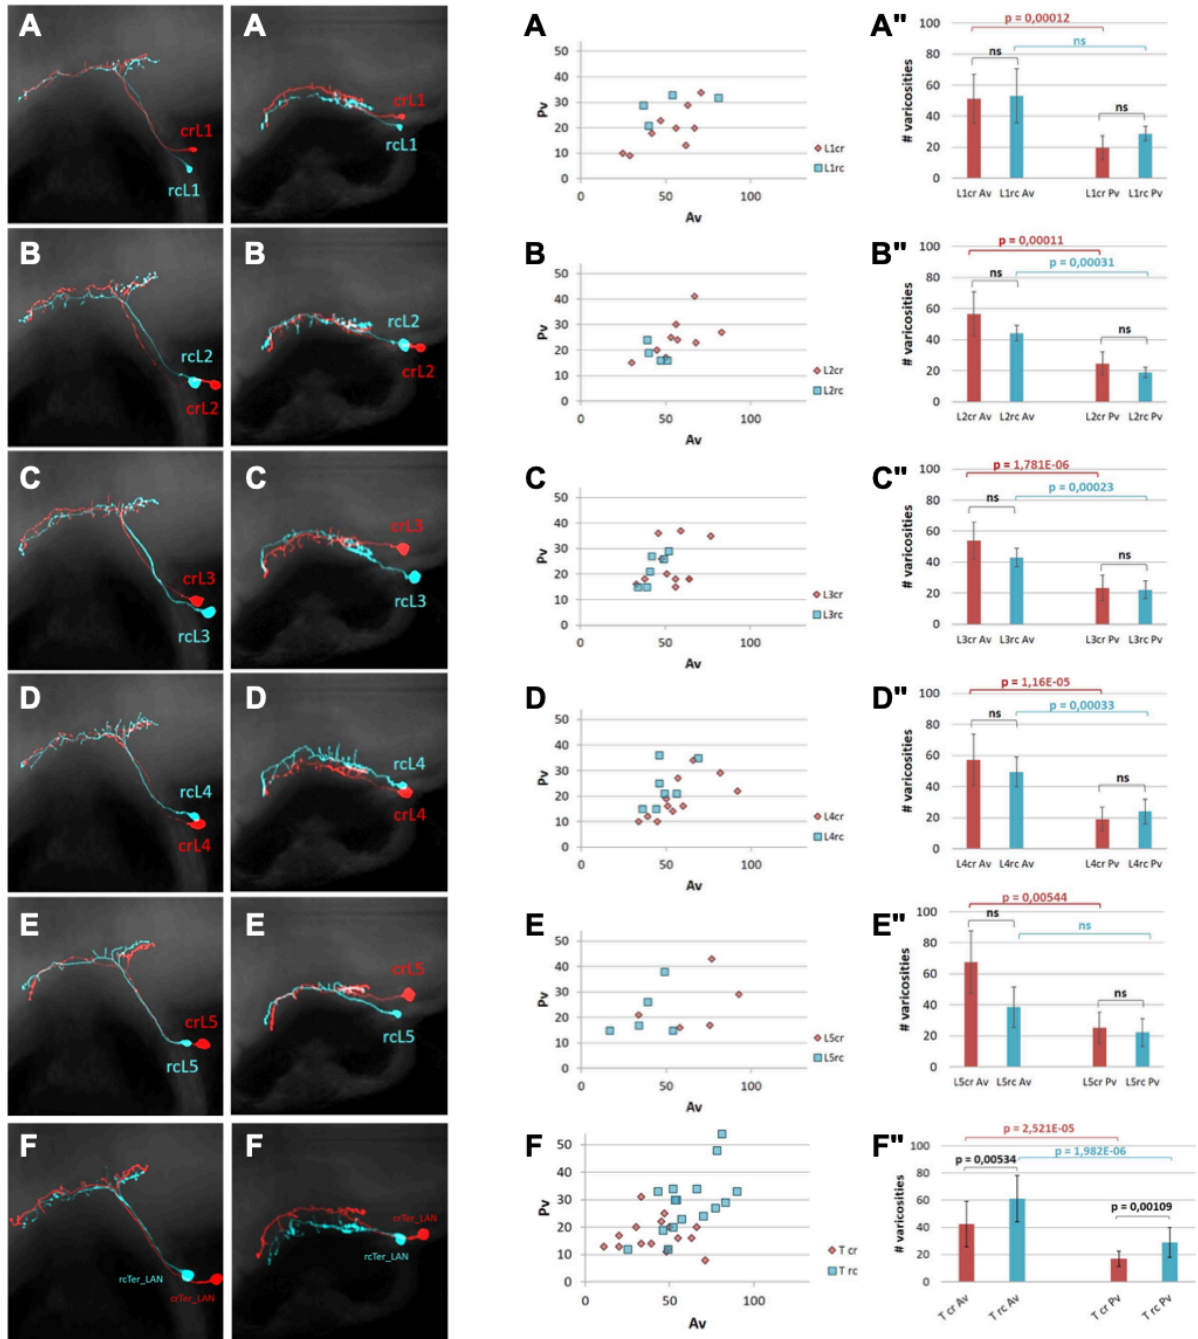 A
crL1
rcL1
A
crL1
rcL1
A
50
40
30
20
10
0
Pv
0 50 100
Av
L1cr
L1rc
A"
# varicosities
100
80
60
40
20
0
p = 0,00012
ns
ns
ns
L1cr Av L1rc Av L1cr Pv L1rc Pv
B
rcL2
crL2
B
rcL2
crL2
B
50
40
30
20
10
0
Pv
0 50 100
Av
L2cr
L2rc
B"
# varicosities
100
80
60
40
20
0
p = 0,00011
p = 0,00031
ns
ns
L2cr Av L2rc Av L2cr Pv L2rc Pv
C
crL3
rcL3
C
crL3
rcL3
C
50
40
30
20
10
0
Pv
0 50 100
Av
L3cr
L3rc
C"
# varicosities
100
80
60
40
20
0
p = 1,781E-06
p = 0,00023
ns
ns
L3cr Av L3rc Av L3cr Pv L3rc Pv
D
rcL4
crL4
D
rcL4
crL4
D
50
40
30
20
10
0
Pv
0 50 100
Av
L4cr
L4rc
D"
# varicosities
100
80
60
40
20
0
p = 1,16E-05
p = 0,00033
ns
ns
L4cr Av L4rc Av L4cr Pv L4rc Pv
E
crL5
rcL5
E
crL5
rcL5
E
50
40
30
20
10
0
Pv
0 50 100
Av
L5cr
L5rc
E"
# varicosities
100
80
60
40
20
0
p = 0,00544
ns
ns
ns
L5cr Av L5rc Av L5cr Pv L5rc Pv
F
rcTer_LAN
crTer_LAN
F
crTer_LAN
rcTer_LAN
F
50
40
30
20
10
0
Pv
0 50 100
Av
T cr
T rc
F"
# varicosities
100
80
60
40
20
0
p = 2,521E-05
p = 1,982E-06
p = 0,00534
p = 0,00109
T cr Av T rc Av T cr Pv T rc Pv